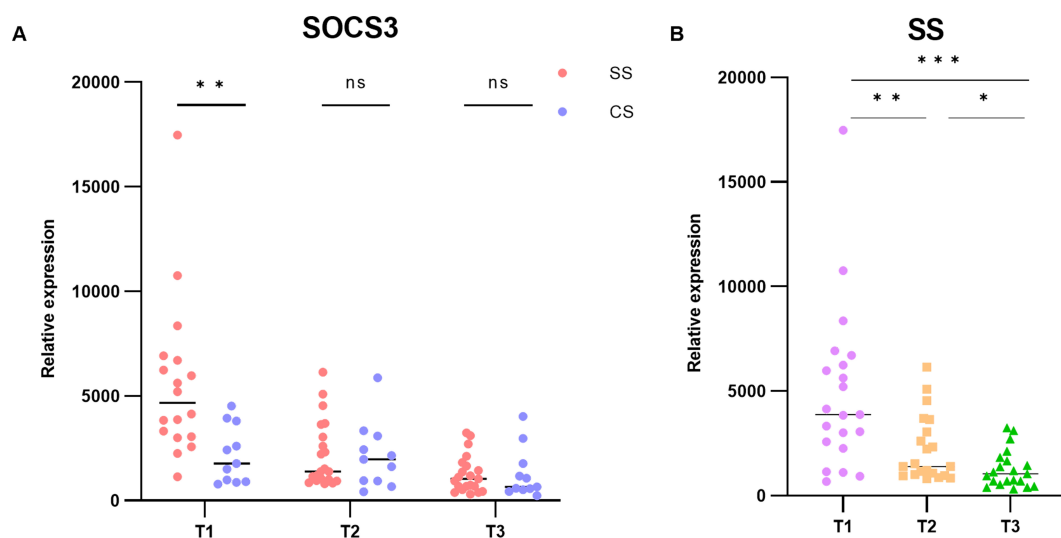 A
SOCS3
20000
15000
10000
5000
0
Relative expression
* *
ns
ns
SS
CS
T1
T2
T3
B
SS
20000
15000
10000
5000
0
Relative expression
* * *
* *
*
T1
T2
T3